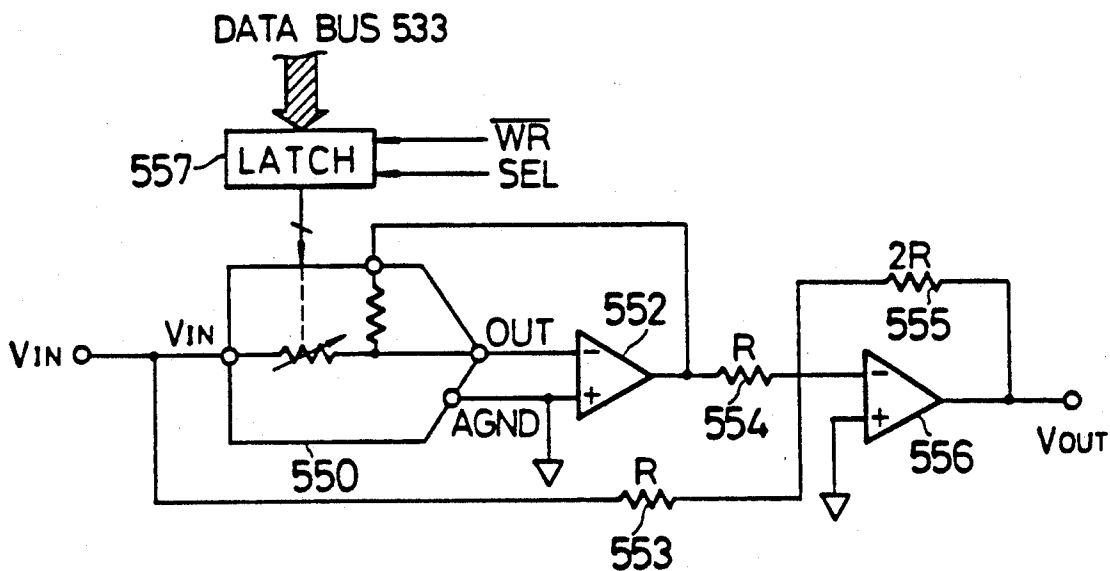 DATA BUS 533
WR
557
LATCH
SEL
2R
552
555
VIN
VIN
OUT
R
AGND
554
556
VOUT
550
R
553
-
+
-
+